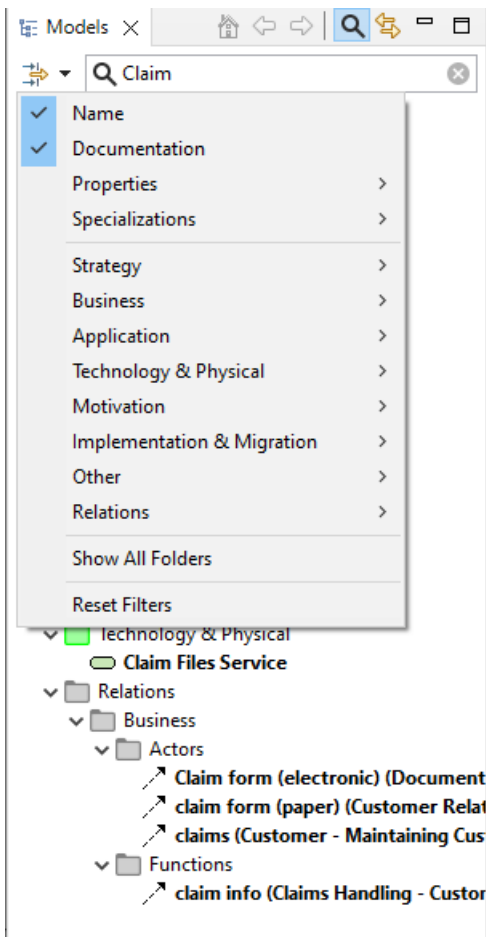 Models
Claim
Name
Documentation
Properties
Specializations
Strategy
Business
Application
Technology & Physical
Motivation
Implementation & Migration
Other
Relations
Show All Folders
Reset Filters
Technology & Physical
Claim Files Service
Relations
Business
Actors
Claim form (electronic) (Document
claim form (paper) (Customer Relat
claims (Customer - Maintaining Cus
Functions
claim info (Claims Handling - Custor